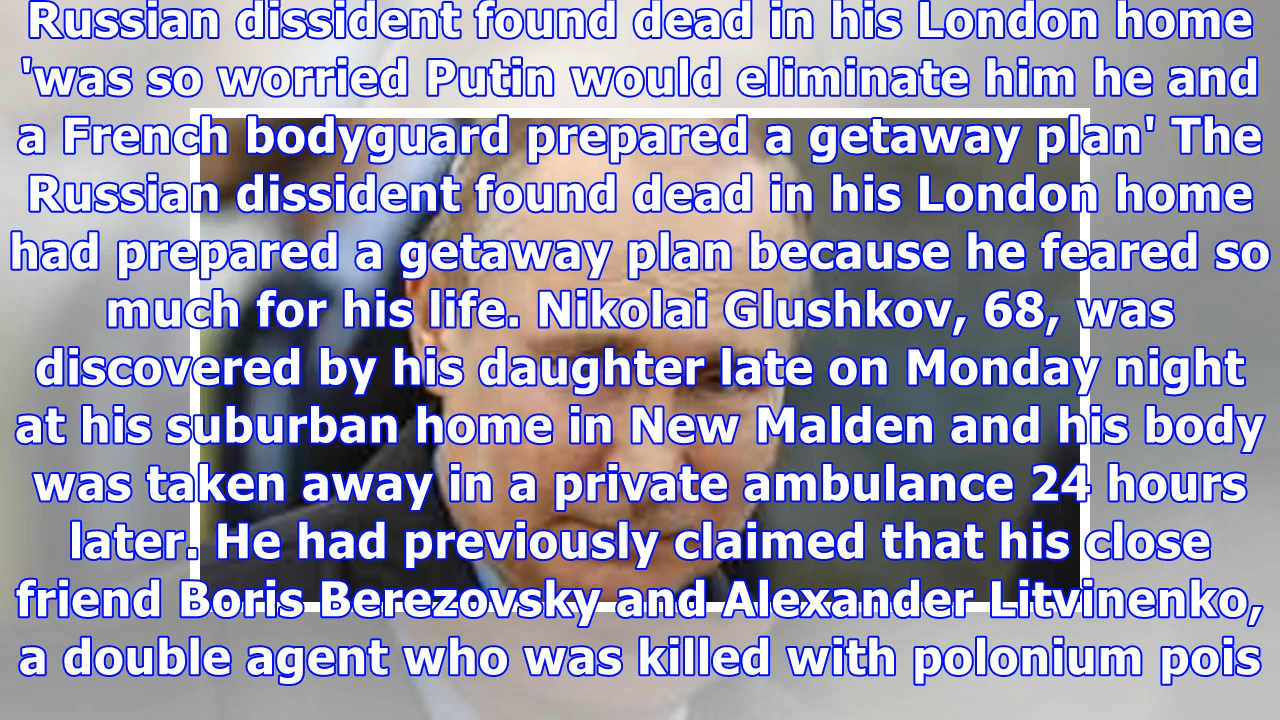 Russian dissident found dead in his London home
'was so worried Putin would eliminate him he and
a French bodyguard prepared a getaway plan' The
Russian dissident found dead in his London home
had prepared a getaway plan because he feared so
much for his life. Nikolai Glushkov, 68, was
discovered by his daughter late on Monday night
at his suburban home in New Malden and his body
was taken away in a private ambulance 24 hours
later. He had previously claimed that his close
friend Boris Berezovsky and Alexander Litvinenko,
a double agent who was killed with polonium pois